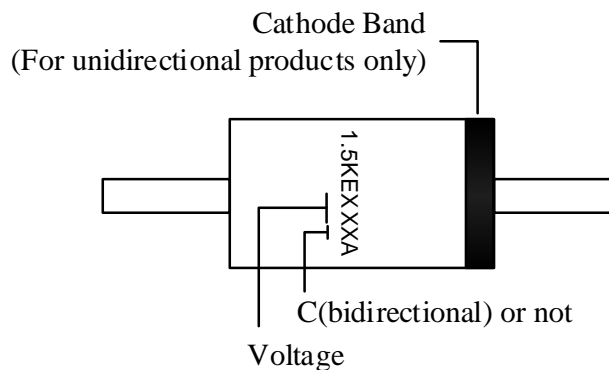 Cathode Band
(For unidirectional products only)
1.5KEXXXA
C(bidirectional) or not
Voltage